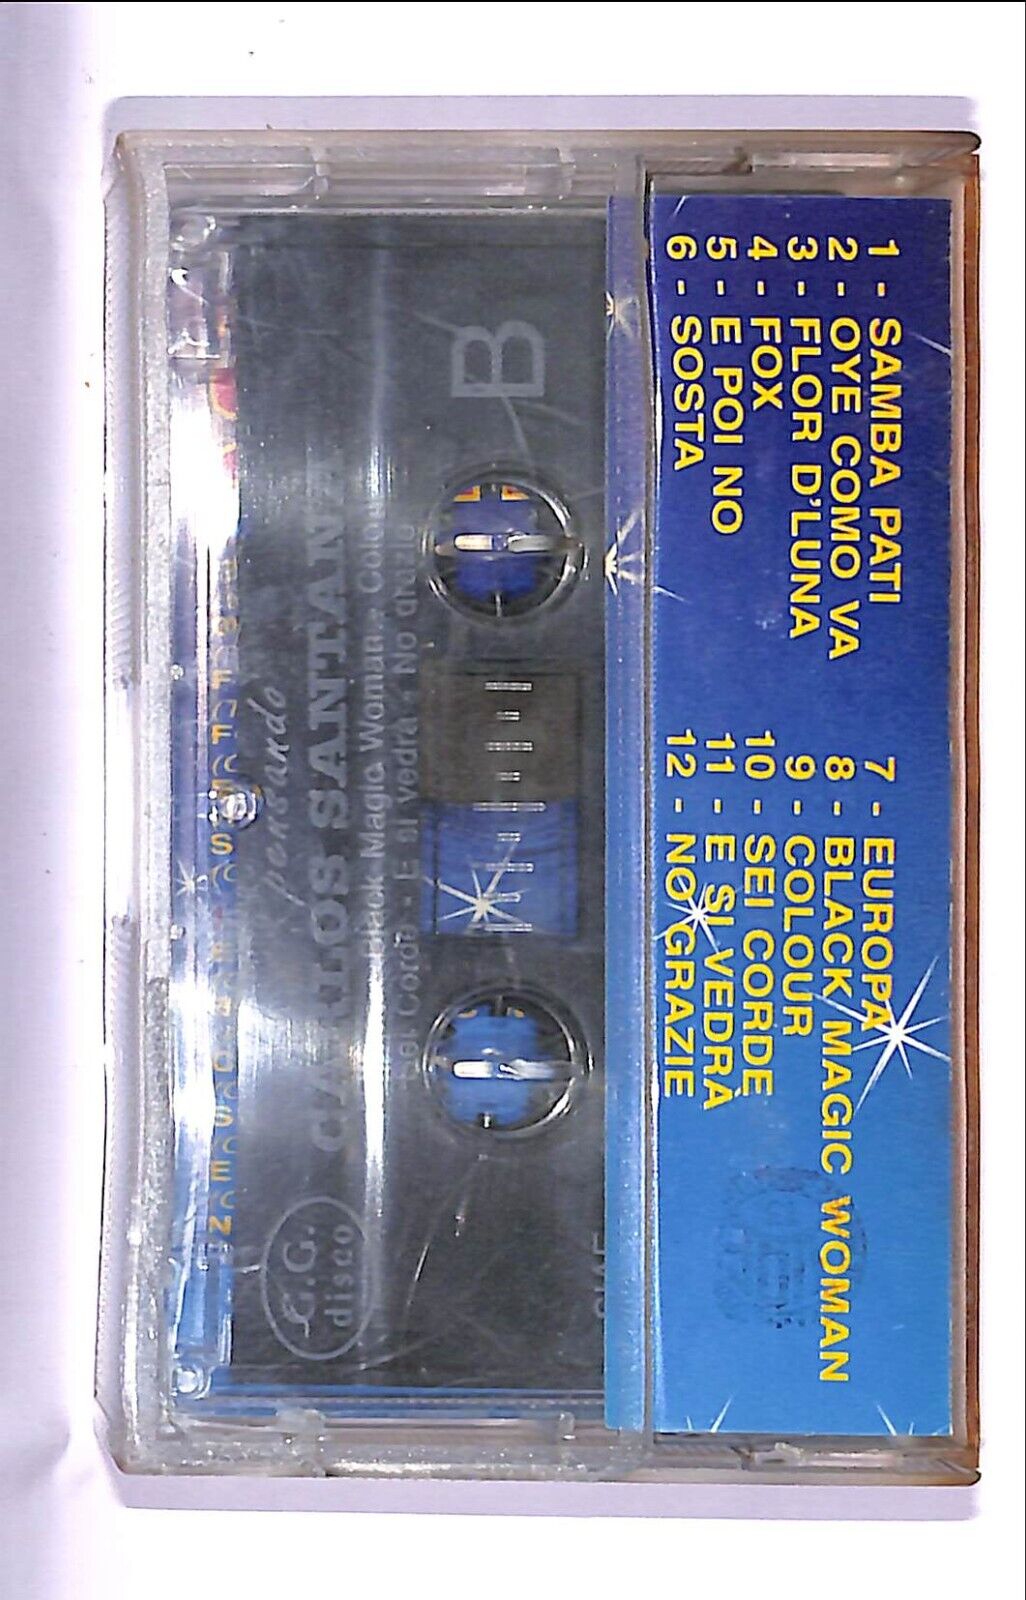 1 - SAMBA PATI
2 - OYE COMO VA
3 - FLOR D'LUNA
4 - FOX
5 - E POI NO
6 - SOSTA
7 - EUROPA
8 - BLACK MAGIC WOMAN
9 - COLOUR
10 - SEI CORDE
11 - E SI VEDRÀ
12 - NO GRAZIE
B
pensando
CARLOS SANTANA
Black Magic Woman - Colour
Sei Corde - E si vedrà - No grazie
G.G.
disco